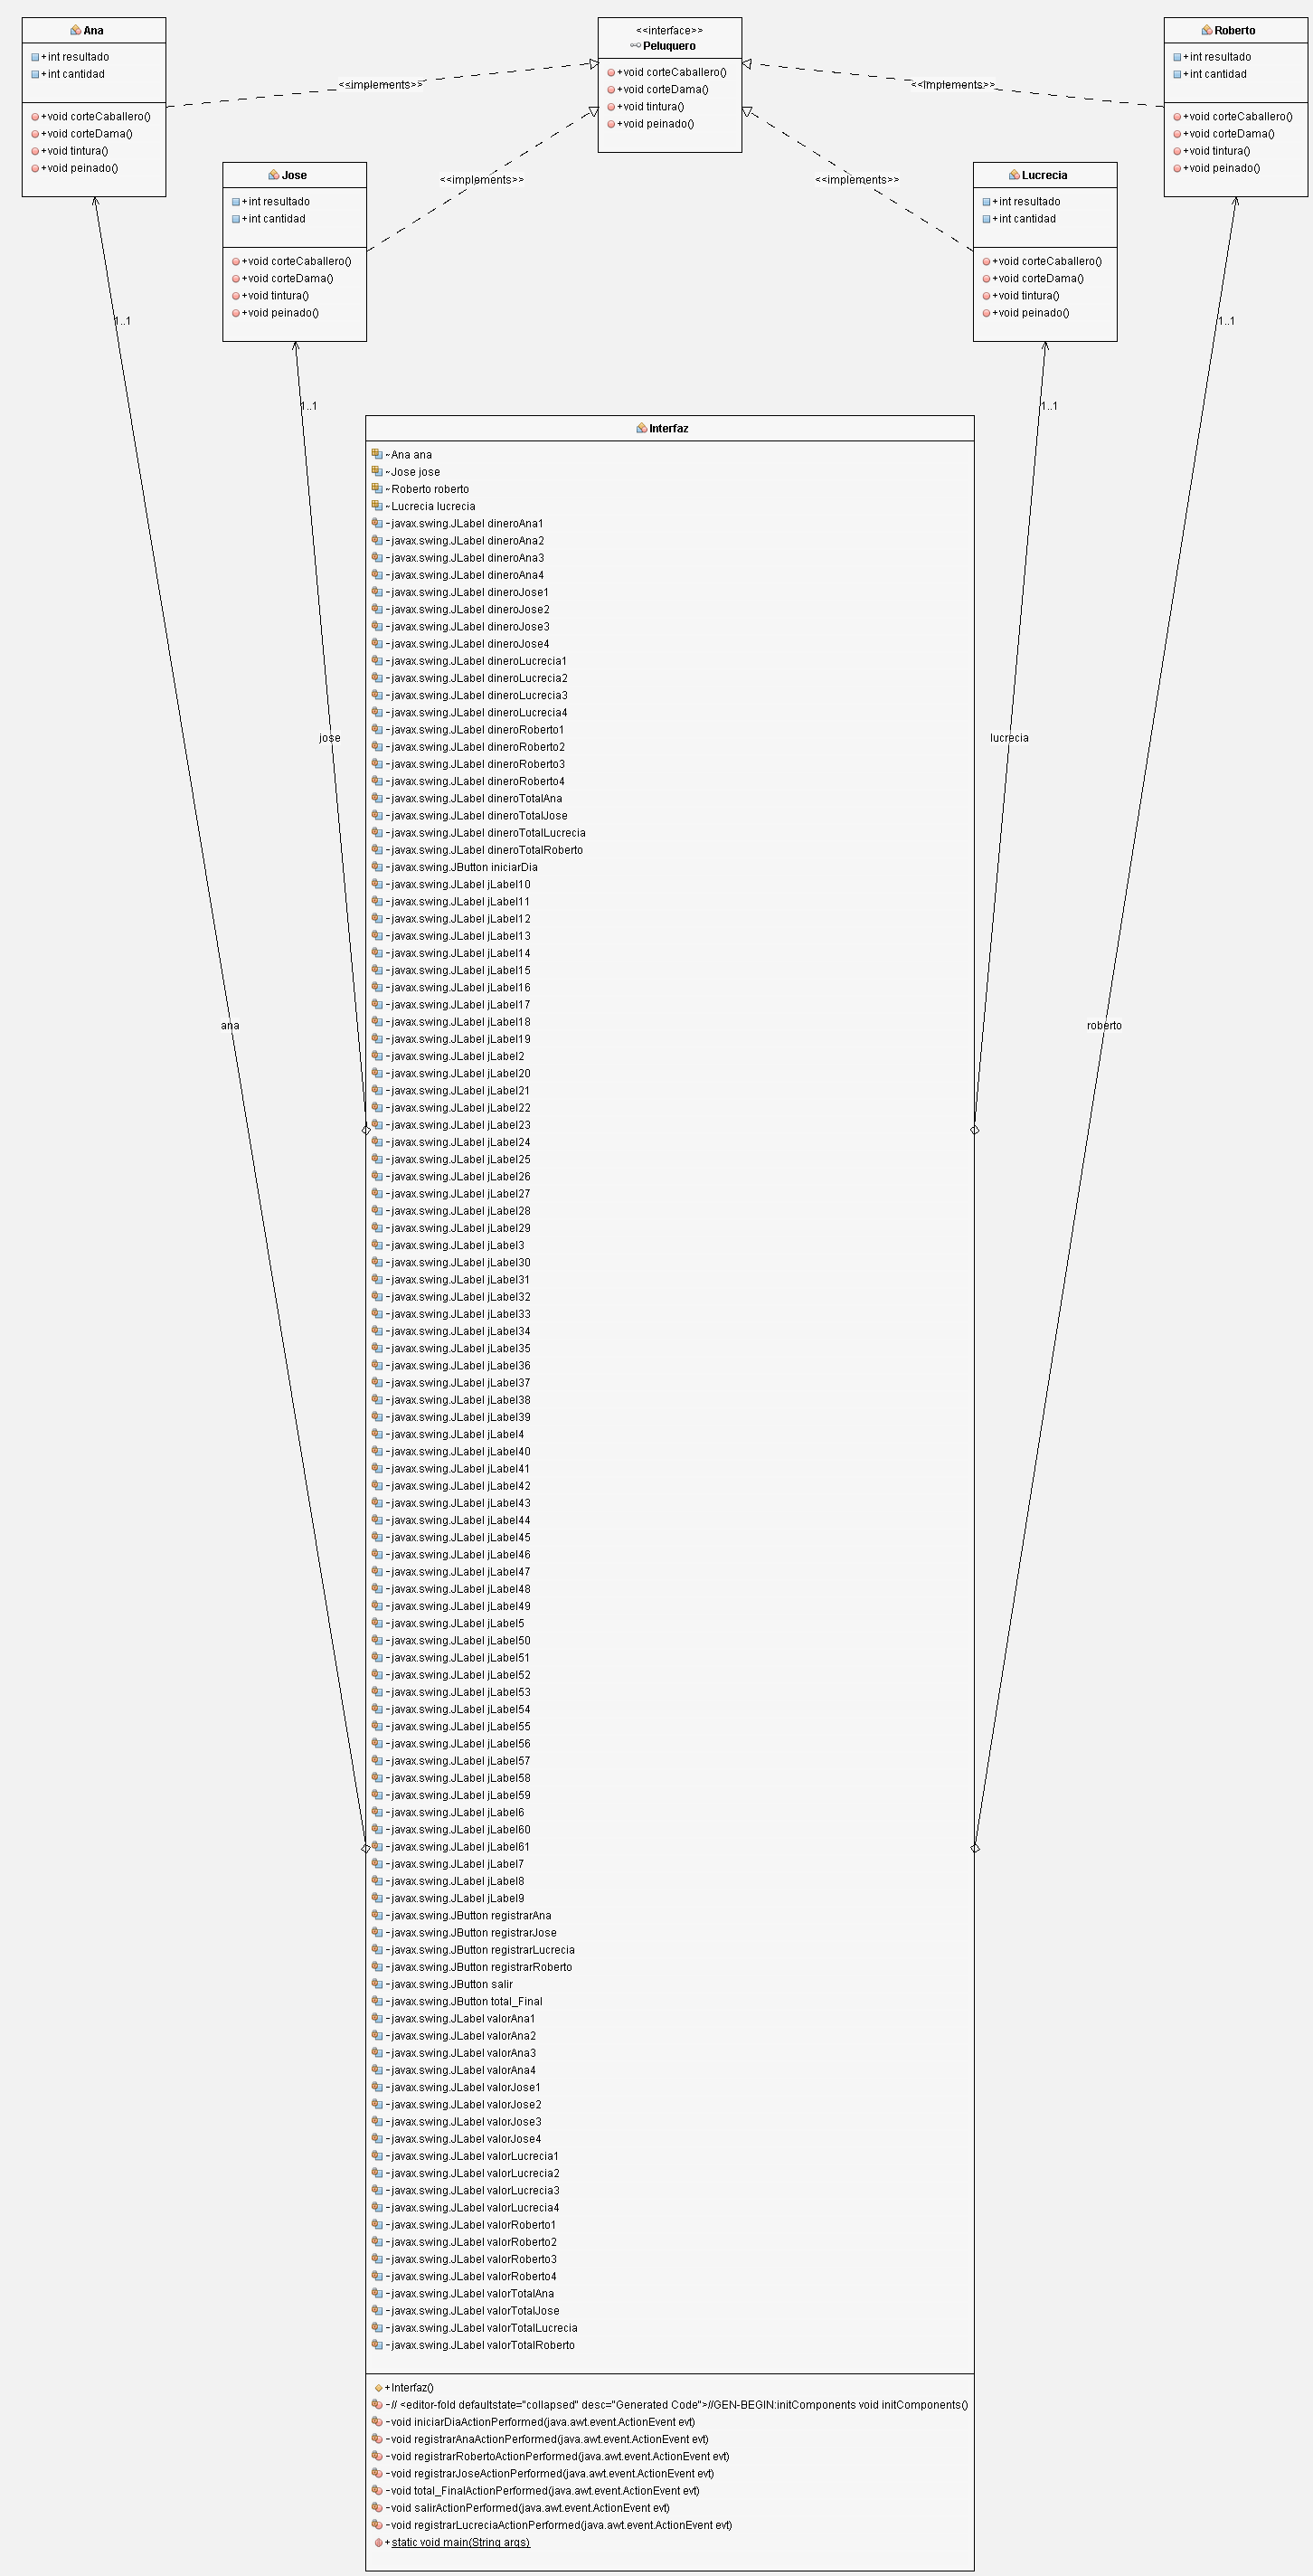 Ana
+int resultado
+int cantidad
+void corteCaballero()
+void corteDama()
+void tintura()
+void peinado()
<<implements>>
<<interface>>
Peluquero
+void corteCaballero()
+void corteDama()
+void tintura()
+void peinado()
<<implements>>
Roberto
+int resultado
+int cantidad
+void corteCaballero()
+void corteDama()
+void tintura()
+void peinado()
Jose
+int resultado
+int cantidad
+void corteCaballero()
+void corteDama()
+void tintura()
+void peinado()
<<implements>>
<<implements>>
Lucrecia
+int resultado
+int cantidad
+void corteCaballero()
+void corteDama()
+void tintura()
+void peinado()
1..1
1..1
1..1
1..1
jose
lucrecia
ana
roberto
Interfaz
~Ana ana
~Jose jose
~Roberto roberto
~Lucrecia lucrecia
-javax.swing.JLabel dineroAna1
-javax.swing.JLabel dineroAna2
-javax.swing.JLabel dineroAna3
-javax.swing.JLabel dineroAna4
-javax.swing.JLabel dineroJose1
-javax.swing.JLabel dineroJose2
-javax.swing.JLabel dineroJose3
-javax.swing.JLabel dineroJose4
-javax.swing.JLabel dineroLucrecia1
-javax.swing.JLabel dineroLucrecia2
-javax.swing.JLabel dineroLucrecia3
-javax.swing.JLabel dineroLucrecia4
-javax.swing.JLabel dineroRoberto1
-javax.swing.JLabel dineroRoberto2
-javax.swing.JLabel dineroRoberto3
-javax.swing.JLabel dineroRoberto4
-javax.swing.JLabel dineroTotalAna
-javax.swing.JLabel dineroTotalJose
-javax.swing.JLabel dineroTotalLucrecia
-javax.swing.JLabel dineroTotalRoberto
-javax.swing.JButton iniciarDia
-javax.swing.JLabel jLabel10
-javax.swing.JLabel jLabel11
-javax.swing.JLabel jLabel12
-javax.swing.JLabel jLabel13
-javax.swing.JLabel jLabel14
-javax.swing.JLabel jLabel15
-javax.swing.JLabel jLabel16
-javax.swing.JLabel jLabel17
-javax.swing.JLabel jLabel18
-javax.swing.JLabel jLabel19
-javax.swing.JLabel jLabel2
-javax.swing.JLabel jLabel20
-javax.swing.JLabel jLabel21
-javax.swing.JLabel jLabel22
-javax.swing.JLabel jLabel23
-javax.swing.JLabel jLabel24
-javax.swing.JLabel jLabel25
-javax.swing.JLabel jLabel26
-javax.swing.JLabel jLabel27
-javax.swing.JLabel jLabel28
-javax.swing.JLabel jLabel29
-javax.swing.JLabel jLabel3
-javax.swing.JLabel jLabel30
-javax.swing.JLabel jLabel31
-javax.swing.JLabel jLabel32
-javax.swing.JLabel jLabel33
-javax.swing.JLabel jLabel34
-javax.swing.JLabel jLabel35
-javax.swing.JLabel jLabel36
-javax.swing.JLabel jLabel37
-javax.swing.JLabel jLabel38
-javax.swing.JLabel jLabel39
-javax.swing.JLabel jLabel4
-javax.swing.JLabel jLabel40
-javax.swing.JLabel jLabel41
-javax.swing.JLabel jLabel42
-javax.swing.JLabel jLabel43
-javax.swing.JLabel jLabel44
-javax.swing.JLabel jLabel45
-javax.swing.JLabel jLabel46
-javax.swing.JLabel jLabel47
-javax.swing.JLabel jLabel48
-javax.swing.JLabel jLabel49
-javax.swing.JLabel jLabel5
-javax.swing.JLabel jLabel50
-javax.swing.JLabel jLabel51
-javax.swing.JLabel jLabel52
-javax.swing.JLabel jLabel53
-javax.swing.JLabel jLabel54
-javax.swing.JLabel jLabel55
-javax.swing.JLabel jLabel56
-javax.swing.JLabel jLabel57
-javax.swing.JLabel jLabel58
-javax.swing.JLabel jLabel59
-javax.swing.JLabel jLabel6
-javax.swing.JLabel jLabel60
-javax.swing.JLabel jLabel61
-javax.swing.JLabel jLabel7
-javax.swing.JLabel jLabel8
-javax.swing.JLabel jLabel9
-javax.swing.JButton registrarAna
-javax.swing.JButton registrarJose
-javax.swing.JButton registrarLucrecia
-javax.swing.JButton registrarRoberto
-javax.swing.JButton salir
-javax.swing.JButton total_Final
-javax.swing.JLabel valorAna1
-javax.swing.JLabel valorAna2
-javax.swing.JLabel valorAna3
-javax.swing.JLabel valorAna4
-javax.swing.JLabel valorJose1
-javax.swing.JLabel valorJose2
-javax.swing.JLabel valorJose3
-javax.swing.JLabel valorJose4
-javax.swing.JLabel valorLucrecia1
-javax.swing.JLabel valorLucrecia2
-javax.swing.JLabel valorLucrecia3
-javax.swing.JLabel valorLucrecia4
-javax.swing.JLabel valorRoberto1
-javax.swing.JLabel valorRoberto2
-javax.swing.JLabel valorRoberto3
-javax.swing.JLabel valorRoberto4
-javax.swing.JLabel valorTotalAna
-javax.swing.JLabel valorTotalJose
-javax.swing.JLabel valorTotalLucrecia
-javax.swing.JLabel valorTotalRoberto
+Interfaz()
-// <editor-fold defaultstate="collapsed" desc="Generated Code">//GEN-BEGIN:initComponents void initComponents()
-void iniciarDiaActionPerformed(java.awt.event.ActionEvent evt)
-void registrarAnaActionPerformed(java.awt.event.ActionEvent evt)
-void registrarRobertoActionPerformed(java.awt.event.ActionEvent evt)
-void registrarJoseActionPerformed(java.awt.event.ActionEvent evt)
-void total_FinalActionPerformed(java.awt.event.ActionEvent evt)
-void salirActionPerformed(java.awt.event.ActionEvent evt)
-void registrarLucreciaActionPerformed(java.awt.event.ActionEvent evt)
+static void main(String args)